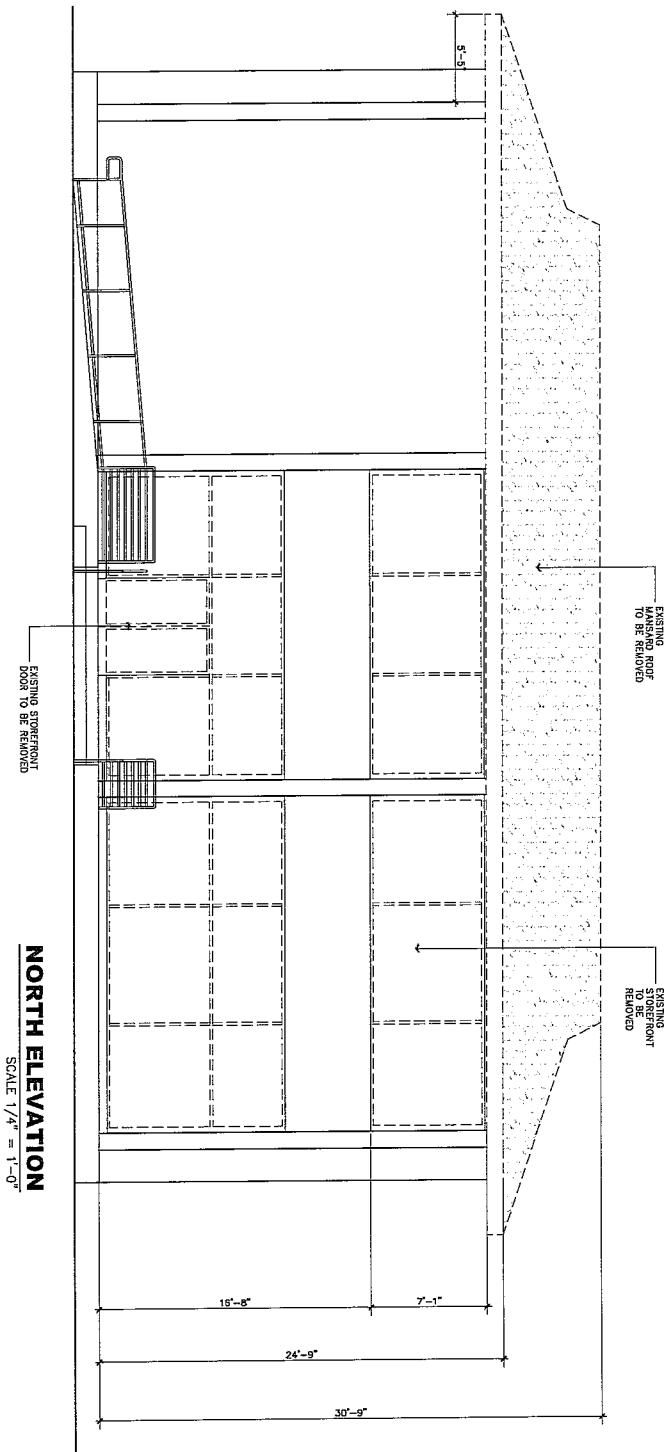 5'-5"
EXISTING
MANSARD ROOF
TO BE REMOVED
EXISTING
STOREFRONT
TO BE
REMOVED
EXISTING STOREFRONT
DOOR TO BE REMOVED
7'-1"
16'-8"
24'-9"
30'-9"
NORTH ELEVATION
SCALE 1/4" = 1'-0"